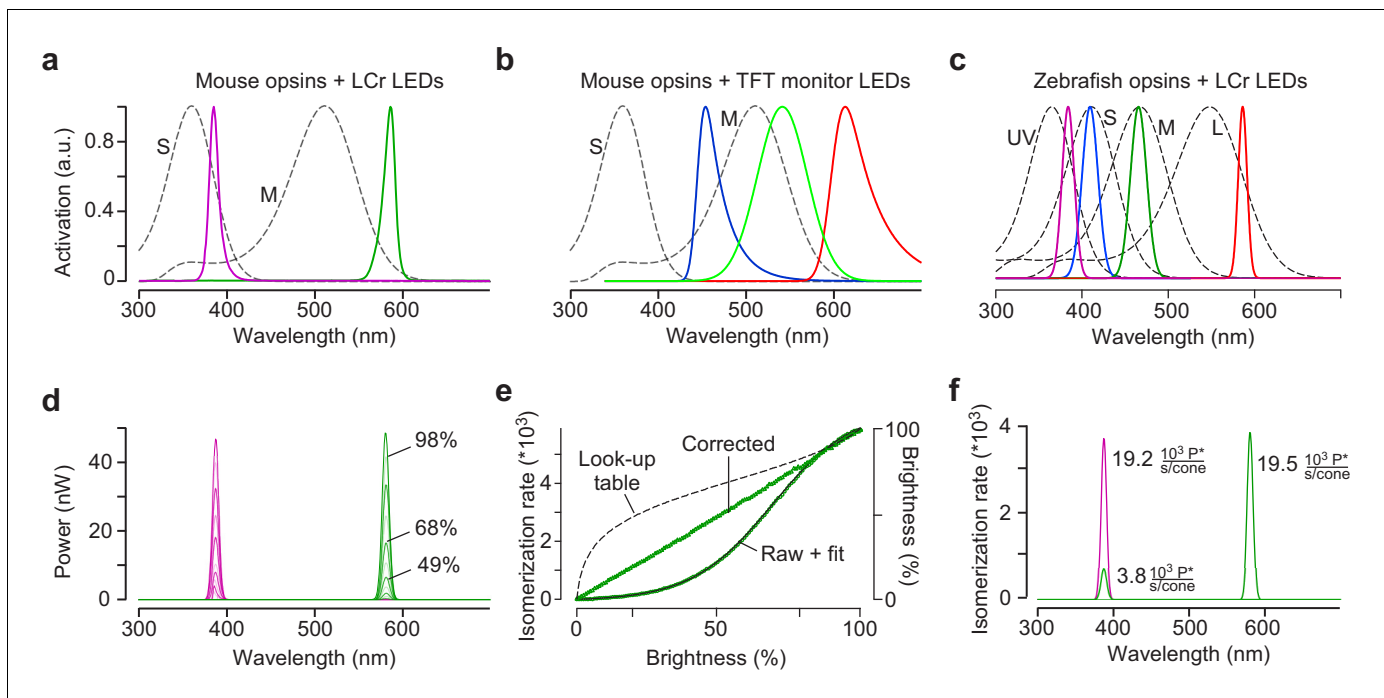 a
Mouse opsins + LCr LEDs
Activation (a.u.)
0.8
0.4
0
S
M
300
400
500
600
Wavelength (nm)
b
Mouse opsins + TFT monitor LEDs
S
M
300
400
500
600
Wavelength (nm)
c
Zebrafish opsins + LCr LEDs
UV
S
M
L
300
400
500
600
Wavelength (nm)
d
Power (nW)
40
20
0
98%
68%
49%
300
400
500
600
Wavelength (nm)
e
Isomerization rate (*10³)
4
2
0
Look-up
table
Corrected
Raw + fit
100
0
Brightness (%)
0
50
100
Brightness (%)
f
Isomerization rate (*10³)
4
2
0
19.2 10³ P*
s/cone
3.8 10³ P*
s/cone
19.5 10³ P*
s/cone
300
400
500
600
Wavelength (nm)